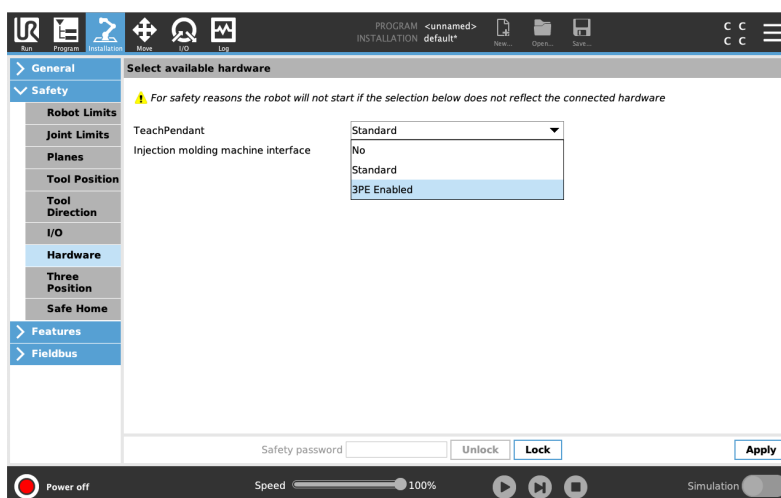 UR
Run
Program
Installation
Move
I/O
Log
PROGRAM <unnamed>
INSTALLATION default*
New...
Open...
Save...
C C
C C
General
Safety
Robot Limits
Joint Limits
Planes
Tool Position
Tool
Direction
I/O
Hardware
Three
Position
Safe Home
Features
Fieldbus
Select available hardware
For safety reasons the robot will not start if the selection below does not reflect the connected hardware
TeachPendant Standard
Injection molding machine interface
No
Standard
3PE Enabled
Safety password Unlock Lock Apply
Power off Speed 100% Simulation